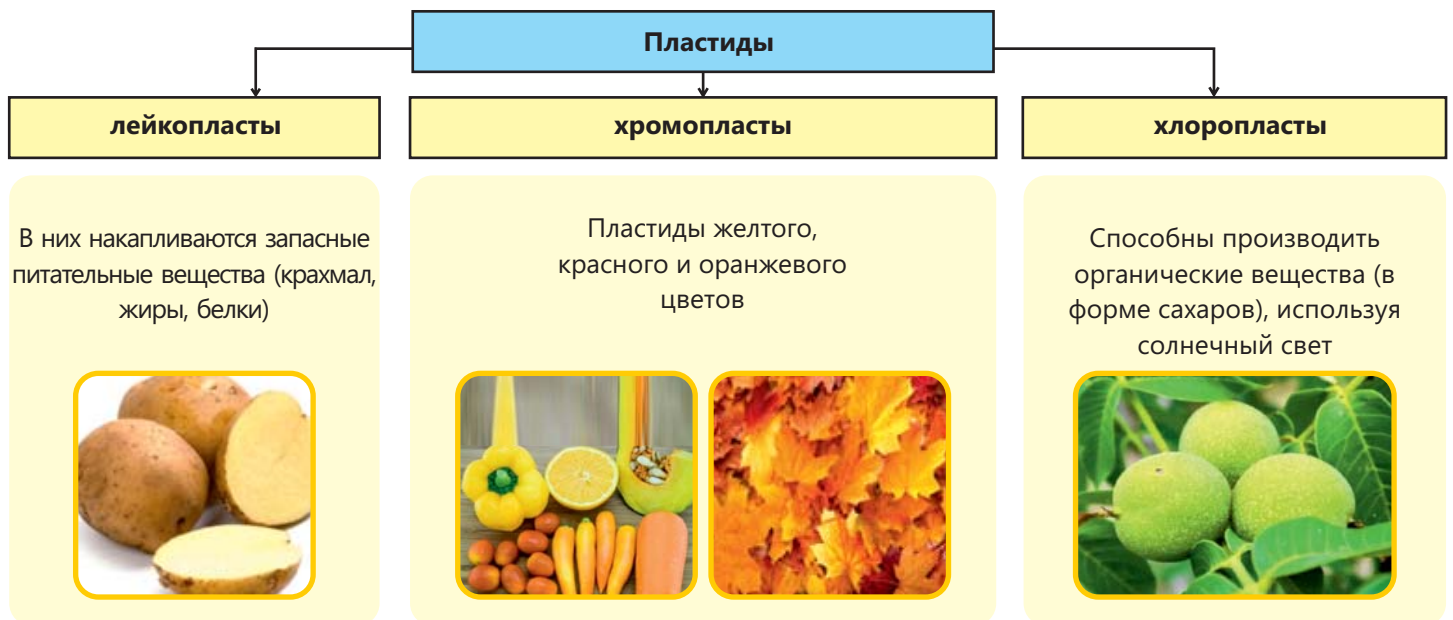 Пластиды
лейкопласты
хромопласты
хлоропласты
В них накапливаются запасные
питательные вещества (крахмал,
жиры, белки)
Пластиды желтого,
красного и оранжевого
цветов
Способны производить
органические вещества (в
форме сахаров), используя
солнечный свет